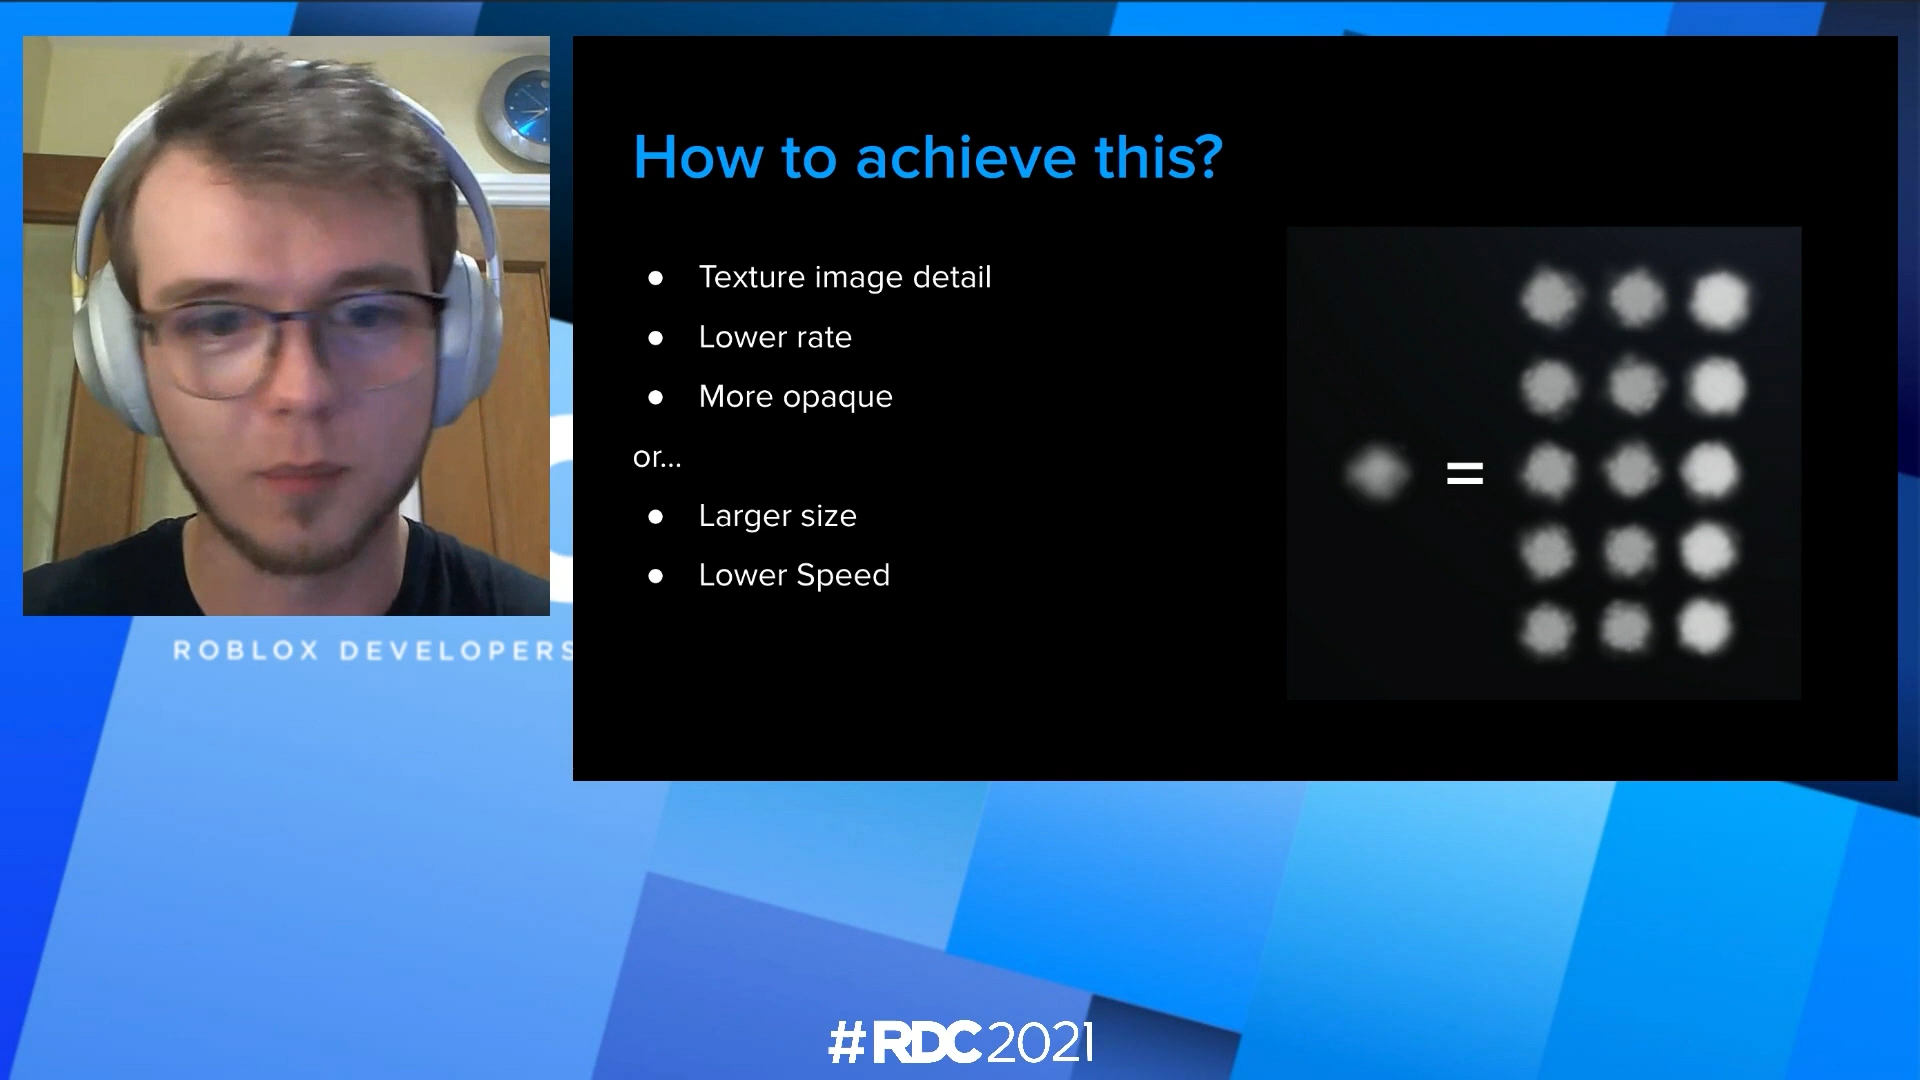 How to achieve this?
● Texture image detail
● Lower rate
● More opaque
or...
● Larger size
● Lower Speed
=
ROBLOX DEVELOPERS
#RDC2021